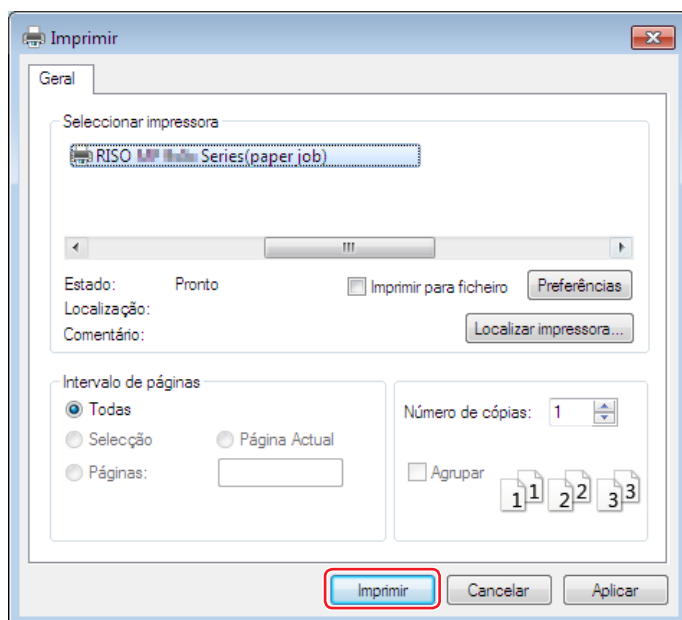 Imprimir
Geral
Seleccionar impressora
RISO Series(paper job)
Estado: Pronto
Imprimir para ficheiro Preferências
Localização:
Comentário:
Localizar impressora...
Intervalo de páginas
Todas
Selecção Página Actual
Páginas:
Número de cópias: 1
Agrupar
1 1 2 2 3 3
Imprimir Cancelar Aplicar